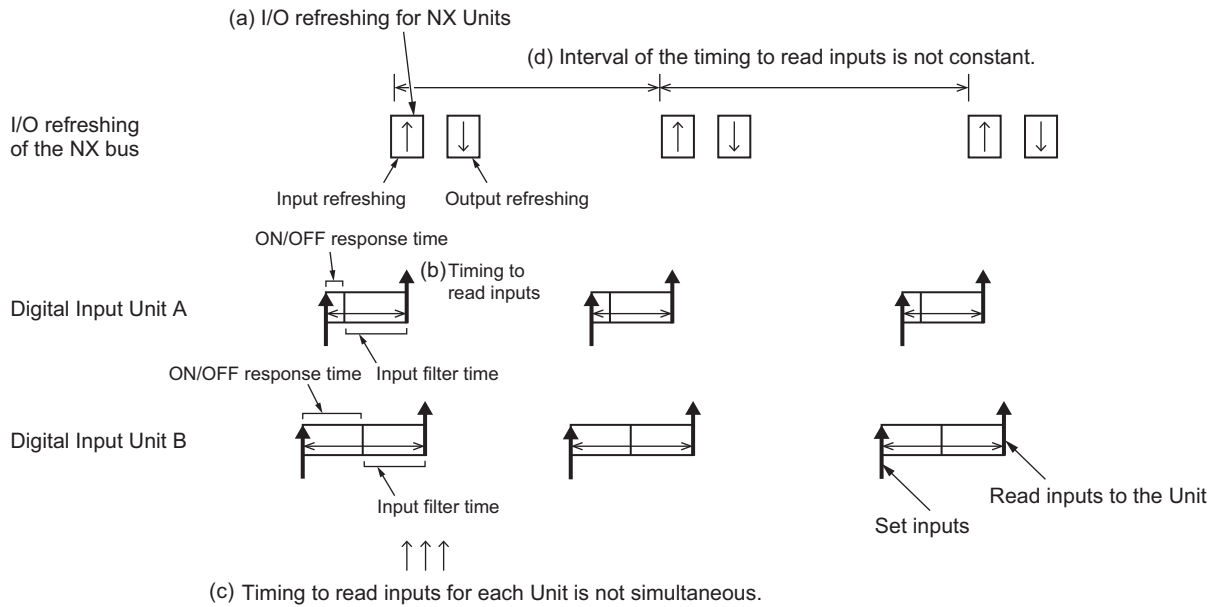 (a) I/O refreshing for NX Units
(d) Interval of the timing to read inputs is not constant.
I/O refreshing
of the NX bus
Input refreshing
Output refreshing
ON/OFF response time
(b) Timing to
read inputs
Digital Input Unit A
ON/OFF response time
Input filter time
Digital Input Unit B
Input filter time
Read inputs to the Unit
Set inputs
(c) Timing to read inputs for each Unit is not simultaneous.